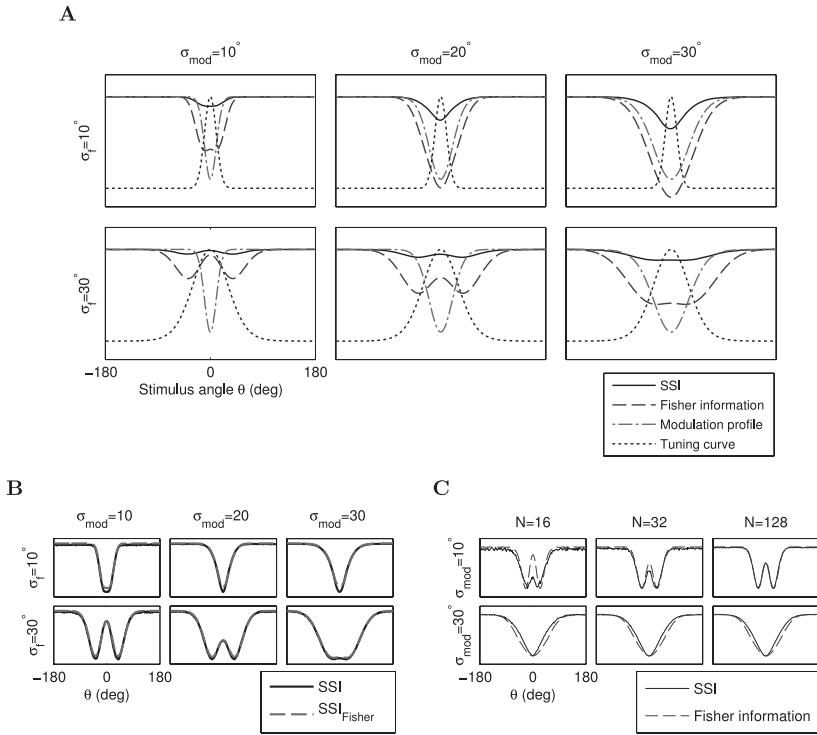 A
σmod=10° σmod=20° σmod=30°
σf=10°
σf=30°
−180 0 180
Stimulus angle θ (deg)
SSI
Fisher information
Modulation profile
Tuning curve
B
σmod=10 σmod=20 σmod=30
σf=10°
σf=30°
−180 0 180
θ (deg)
SSI
SSIFisher
C
N=16 N=32 N=128
σmod=10°
σmod=30°
−180 0 180
θ (deg)
SSI
Fisher information